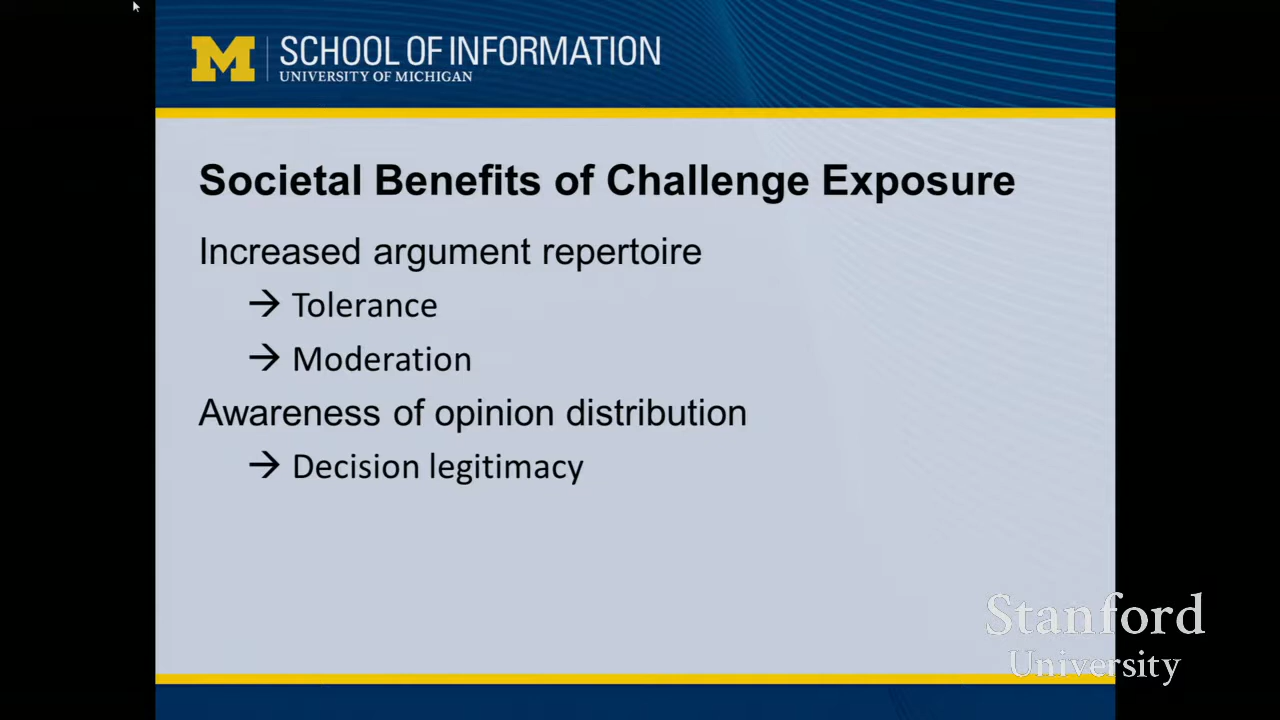 M SCHOOL OF INFORMATION
UNIVERSITY OF MICHIGAN
Societal Benefits of Challenge Exposure
Increased argument repertoire
→ Tolerance
→ Moderation
Awareness of opinion distribution
→ Decision legitimacy
Stanford
University